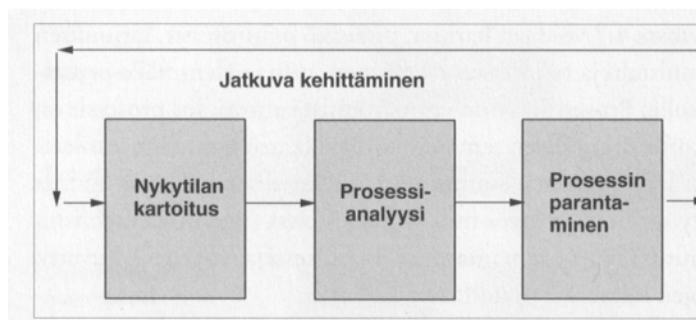 Jatkuva kehittäminen
Nykytilan
kartoitus
Prosessi-
analyysi
Prosessin
paranta-
minen